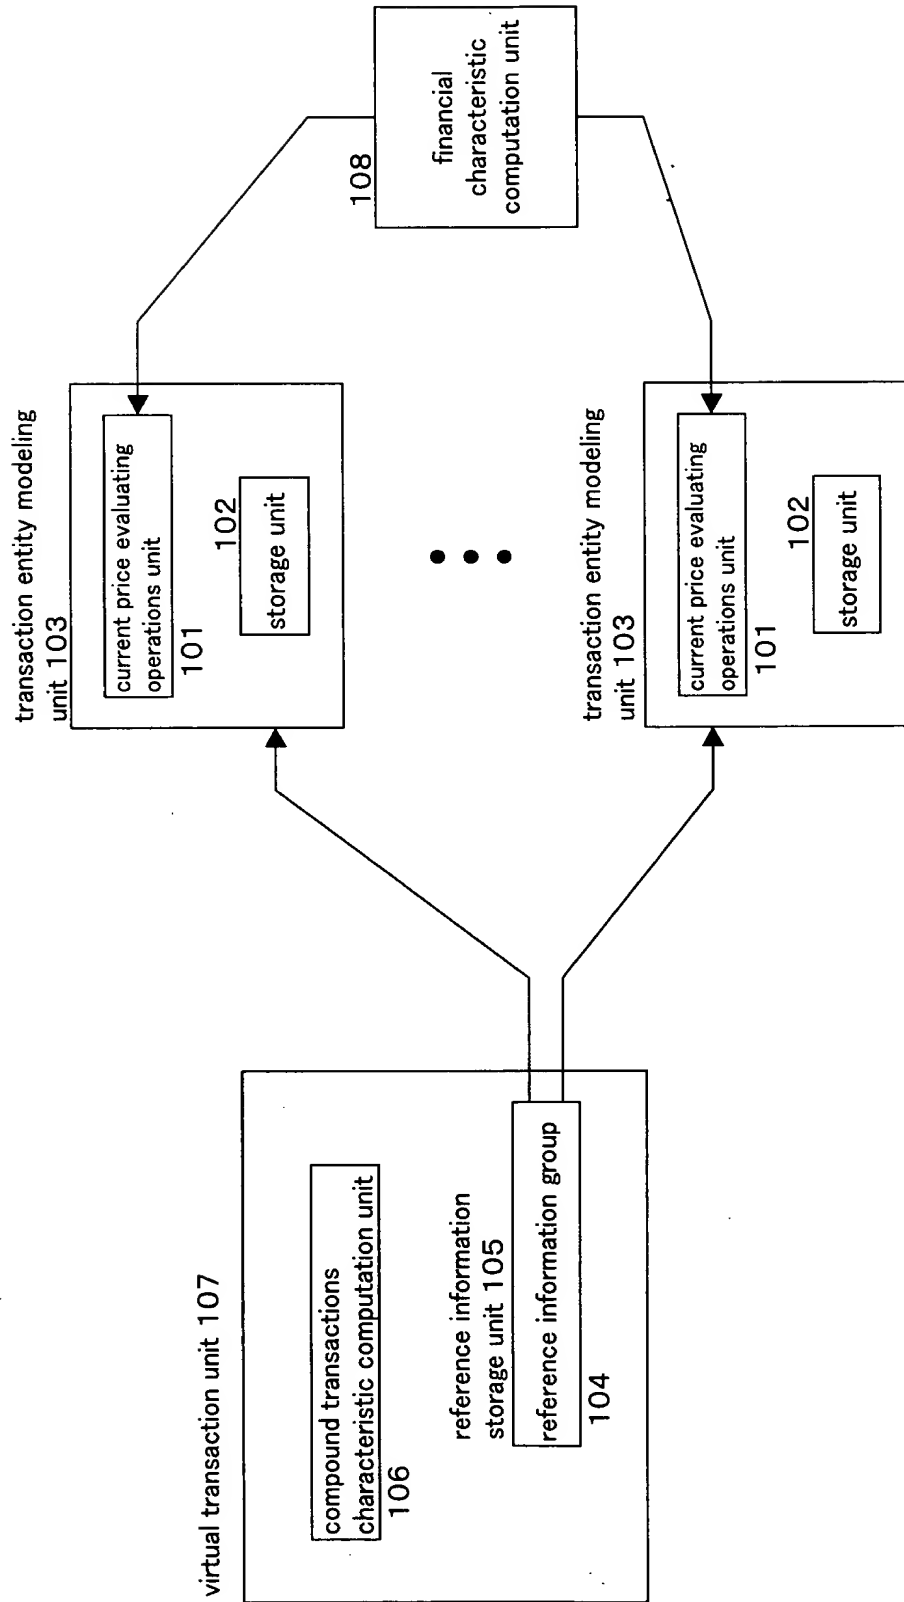 virtual transaction unit 107
compound transactions
characteristic computation unit
106
reference information
storage unit 105
reference information group
104
transaction entity modeling
unit 103
current price evaluating
operations unit
101
102
storage unit
transaction entity modeling
unit 103
current price evaluating
operations unit
101
102
storage unit
108
financial
characteristic
computation unit